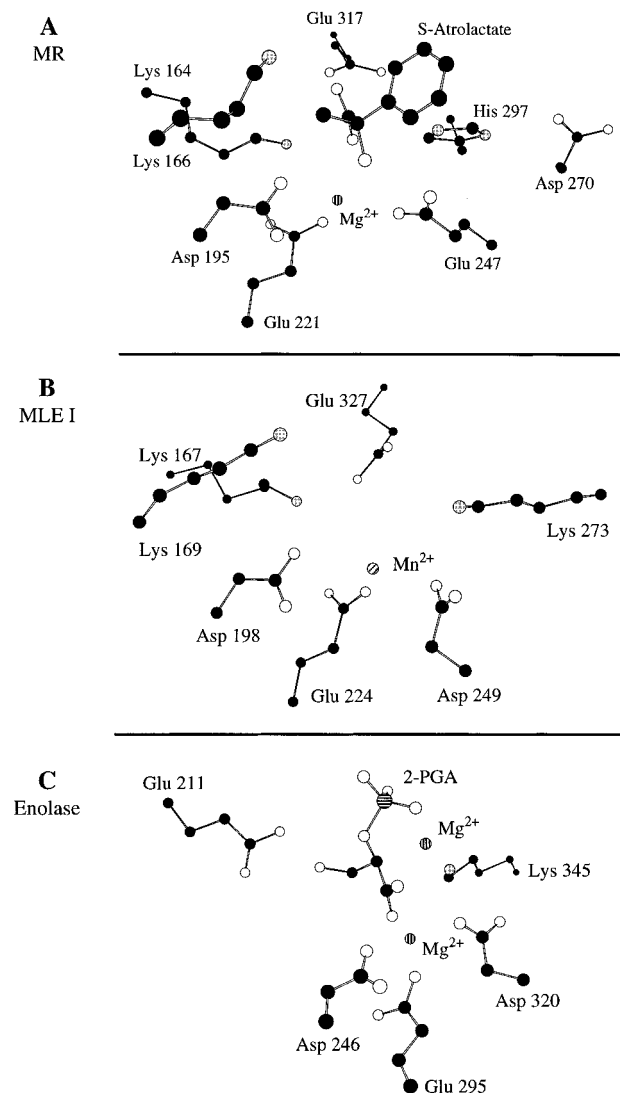 A
MR
Glu 317
S-Atrolactate
Lys 164
His 297
Lys 166
Asp 270
Mg2+
Asp 195
Glu 247
Glu 221
B
MLE I
Glu 327
Lys 167
Lys 273
Lys 169
Mn2+
Asp 198
Asp 249
Glu 224
C
Enolase
2-PGA
Glu 211
Mg2+
Lys 345
Mg2+
Asp 320
Asp 246
Glu 295